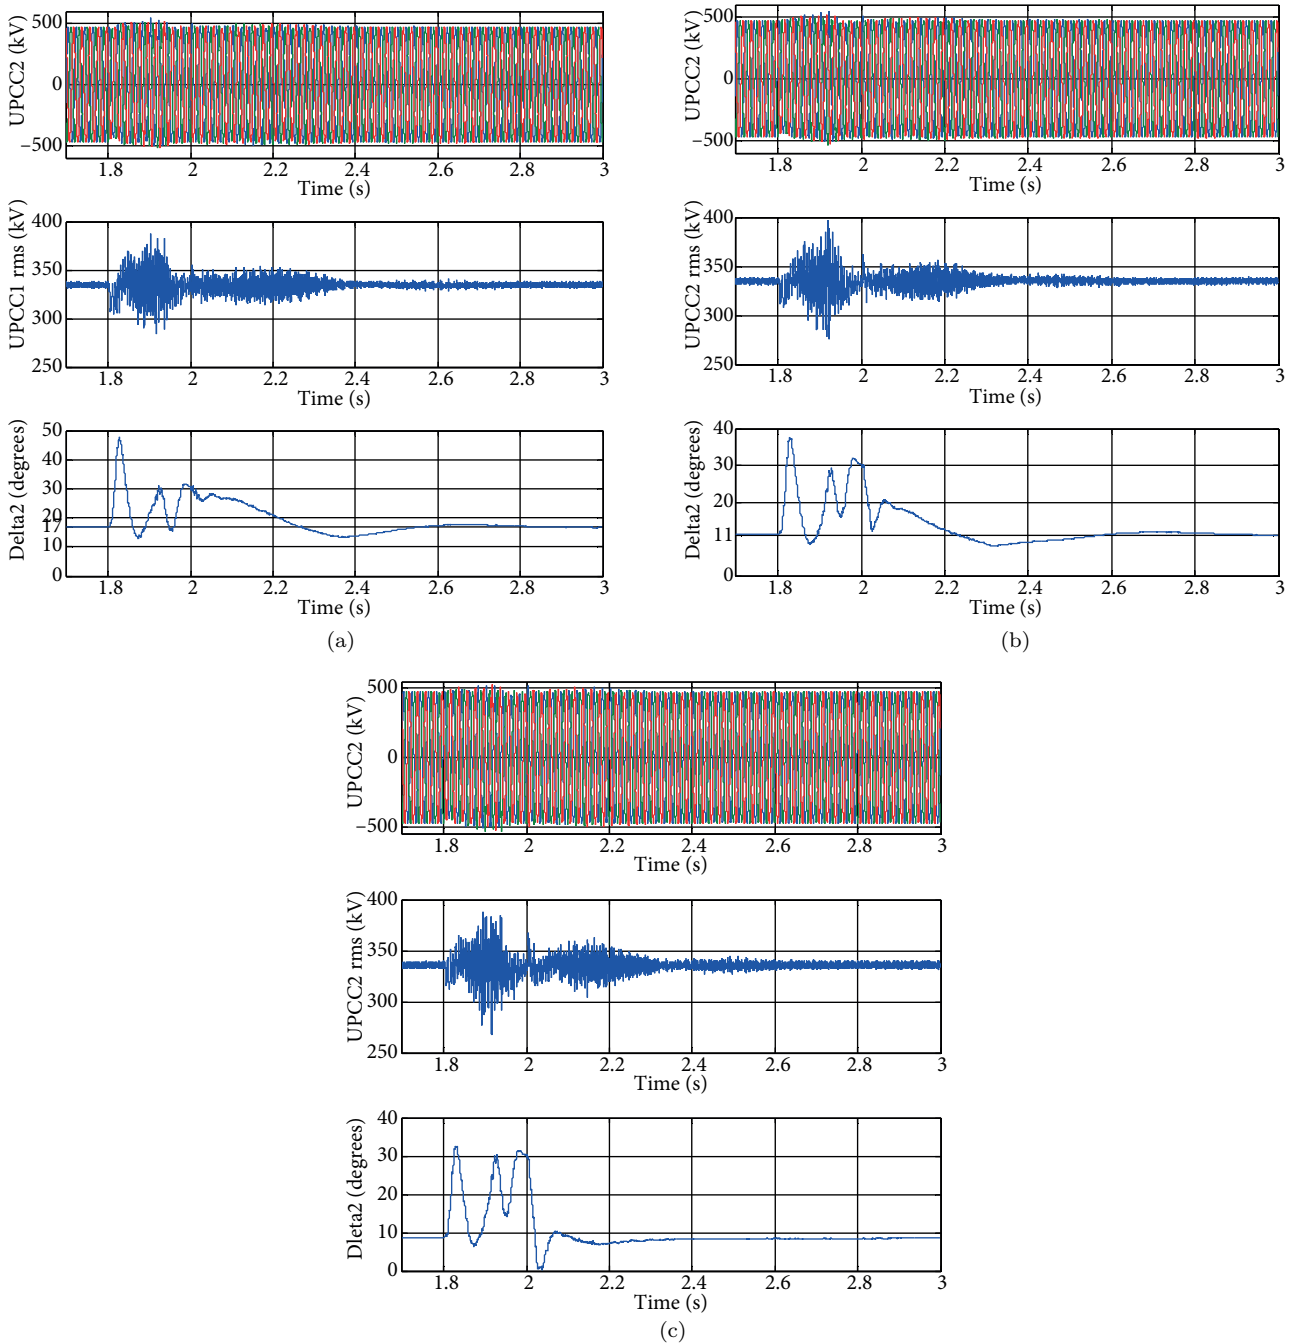 UPCC2 (kV)
500
0
−500
1.8 2 2.2 2.4 2.6 2.8 3
Time (s)
UPCC1 rms (kV)
400
350
300
250
1.8 2 2.2 2.4 2.6 2.8 3
Time (s)
Delta2 (degrees)
50
40
30
20
17
10
0
1.8 2 2.2 2.4 2.6 2.8 3
Time (s)
(a)
UPCC2 (kV)
500
0
−500
1.8 2 2.2 2.4 2.6 2.8 3
Time (s)
UPCC2 rms (kV)
400
350
300
250
1.8 2 2.2 2.4 2.6 2.8 3
Time (s)
Delta2 (degrees)
40
30
20
11
0
1.8 2 2.2 2.4 2.6 2.8 3
Time (s)
(b)
UPCC2 (kV)
500
0
−500
1.8 2 2.2 2.4 2.6 2.8 3
Time (s)
UPCC2 rms (kV)
400
350
300
250
1.8 2 2.2 2.4 2.6 2.8 3
Time (s)
Dleta2 (degrees)
40
30
20
10
0
1.8 2 2.2 2.4 2.6 2.8 3
Time (s)
(c)